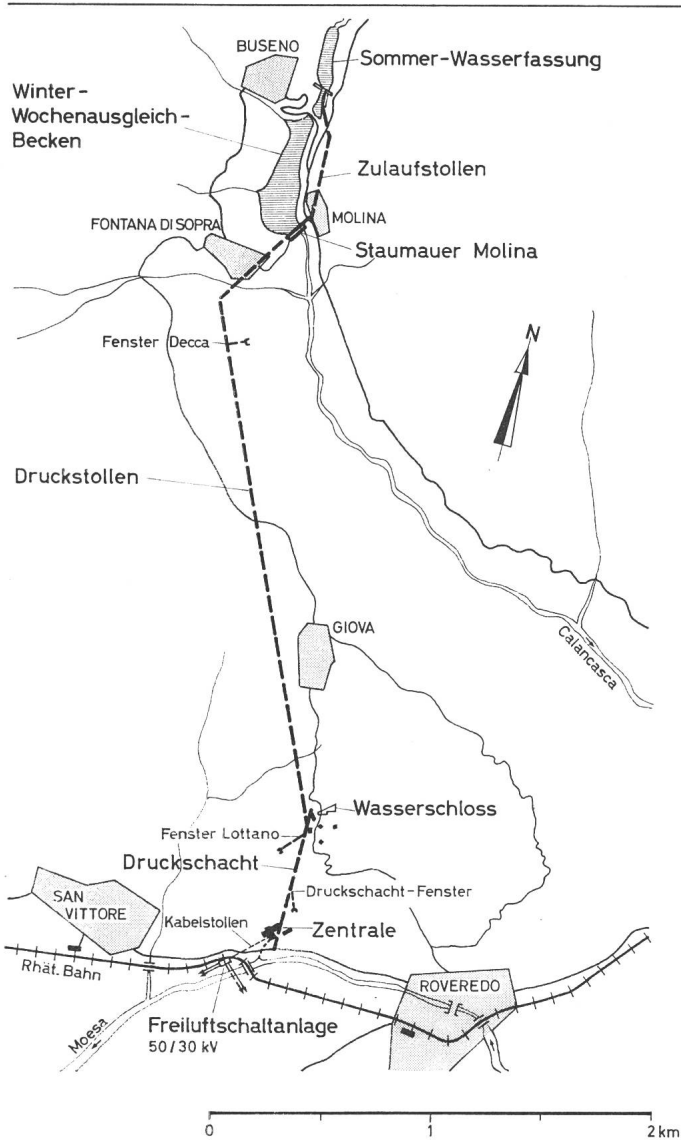 BUSENO
Sommer-Wasserfassung
Winter-
Wochenausgleich-
Becken
Zulaufstollen
MOLINA
FONTANA DI SOPRA
Staumauer Molina
Fenster Decca
N
Druckstollen
GIOVA
Calancasca
Wasserschloss
Fenster Lottano
Druckschacht
Druckschacht-Fenster
SAN
VITTORE
Kabelstollen
Zentrale
Rhät. Bahn
ROVEREDO
Moesa
Freiluftschaltanlage
50/30 kV
0 1 2 km